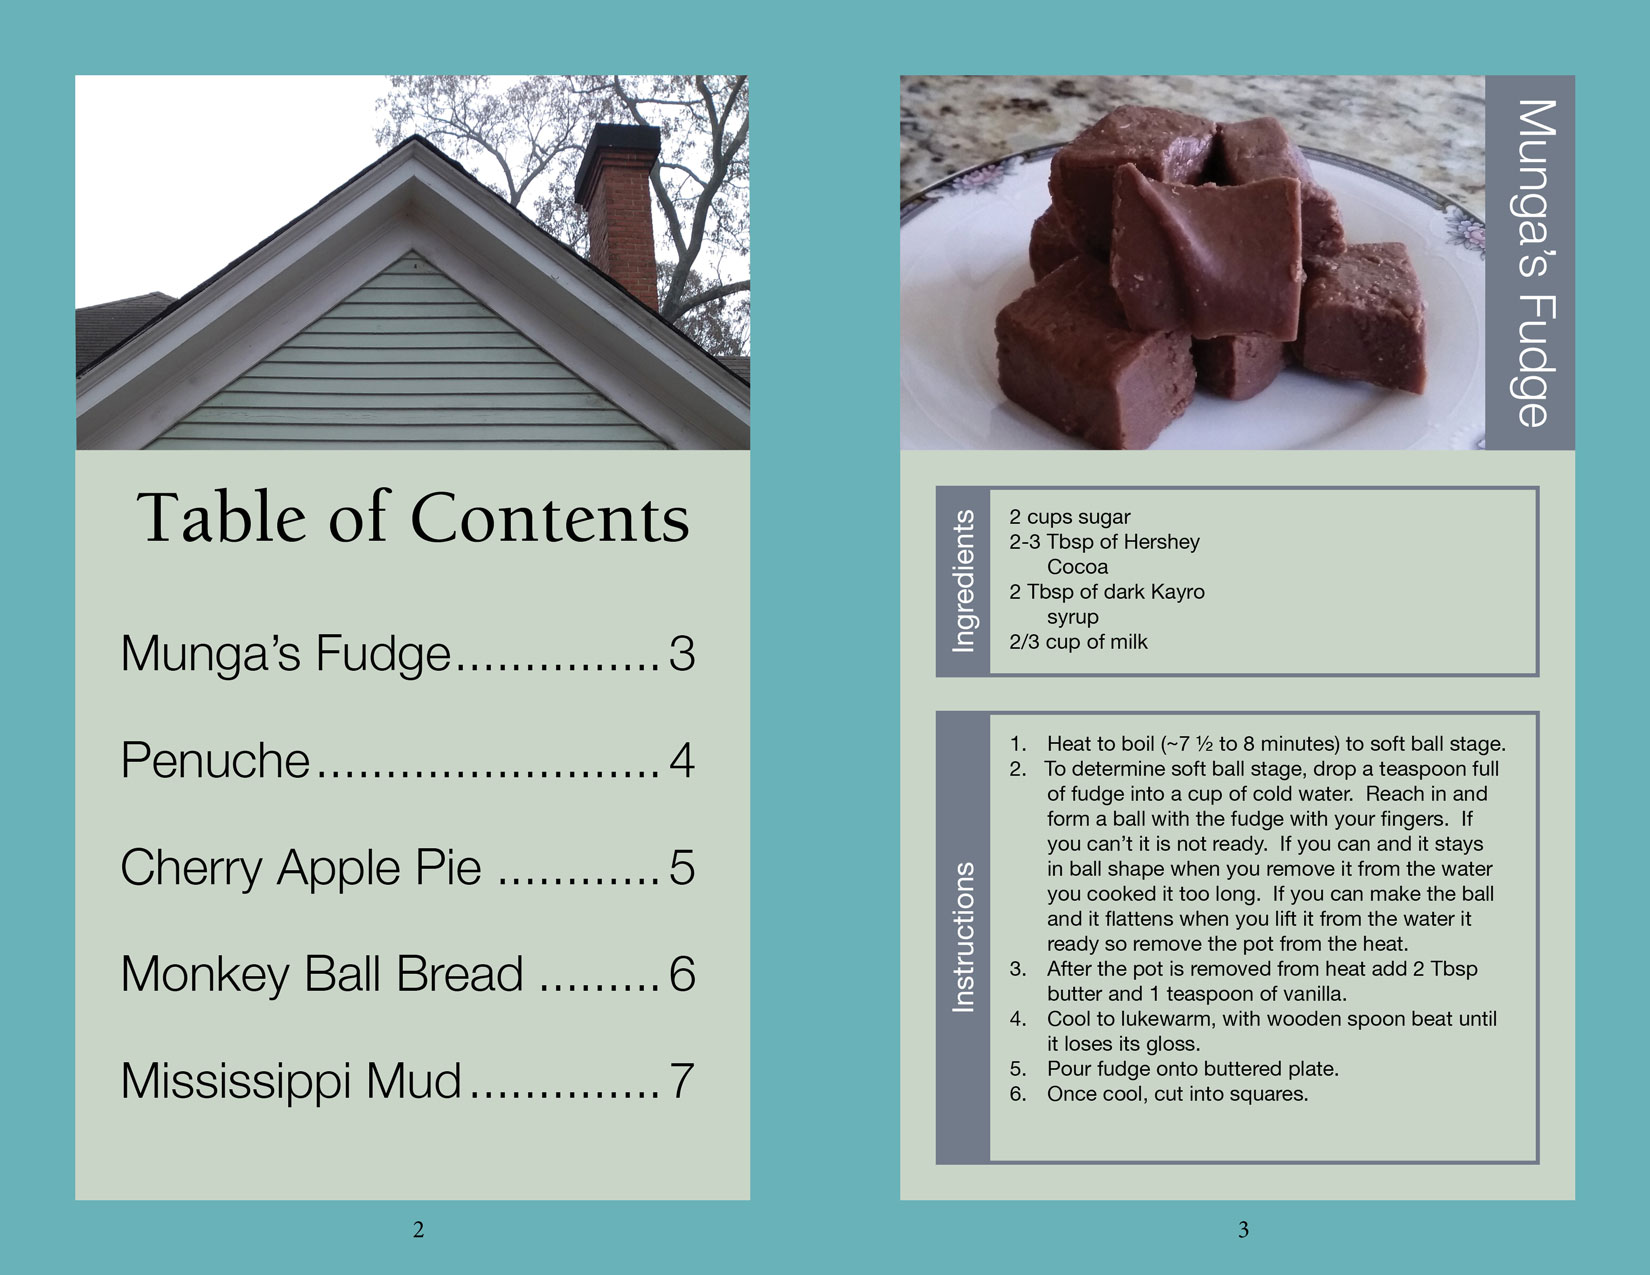 Table of Contents
Munga’s Fudge............... 3
Penuche......................... 4
Cherry Apple Pie ............ 5
Monkey Ball Bread ......... 6
Mississippi Mud.............. 7
2
Munga’s Fudge
Ingredients
2 cups sugar
2-3 Tbsp of Hershey
Cocoa
2 Tbsp of dark Kayro
syrup
2/3 cup of milk
Instructions
1. Heat to boil (~7 ½ to 8 minutes) to soft ball stage.
2. To determine soft ball stage, drop a teaspoon full
of fudge into a cup of cold water.  Reach in and
form a ball with the fudge with your fingers.  If
you can’t it is not ready.  If you can and it stays
in ball shape when you remove it from the water
you cooked it too long.  If you can make the ball
and it flattens when you lift it from the water it
ready so remove the pot from the heat.
3. After the pot is removed from heat add 2 Tbsp
butter and 1 teaspoon of vanilla.
4. Cool to lukewarm, with wooden spoon beat until
it loses its gloss.
5. Pour fudge onto buttered plate.
6. Once cool, cut into squares.
3